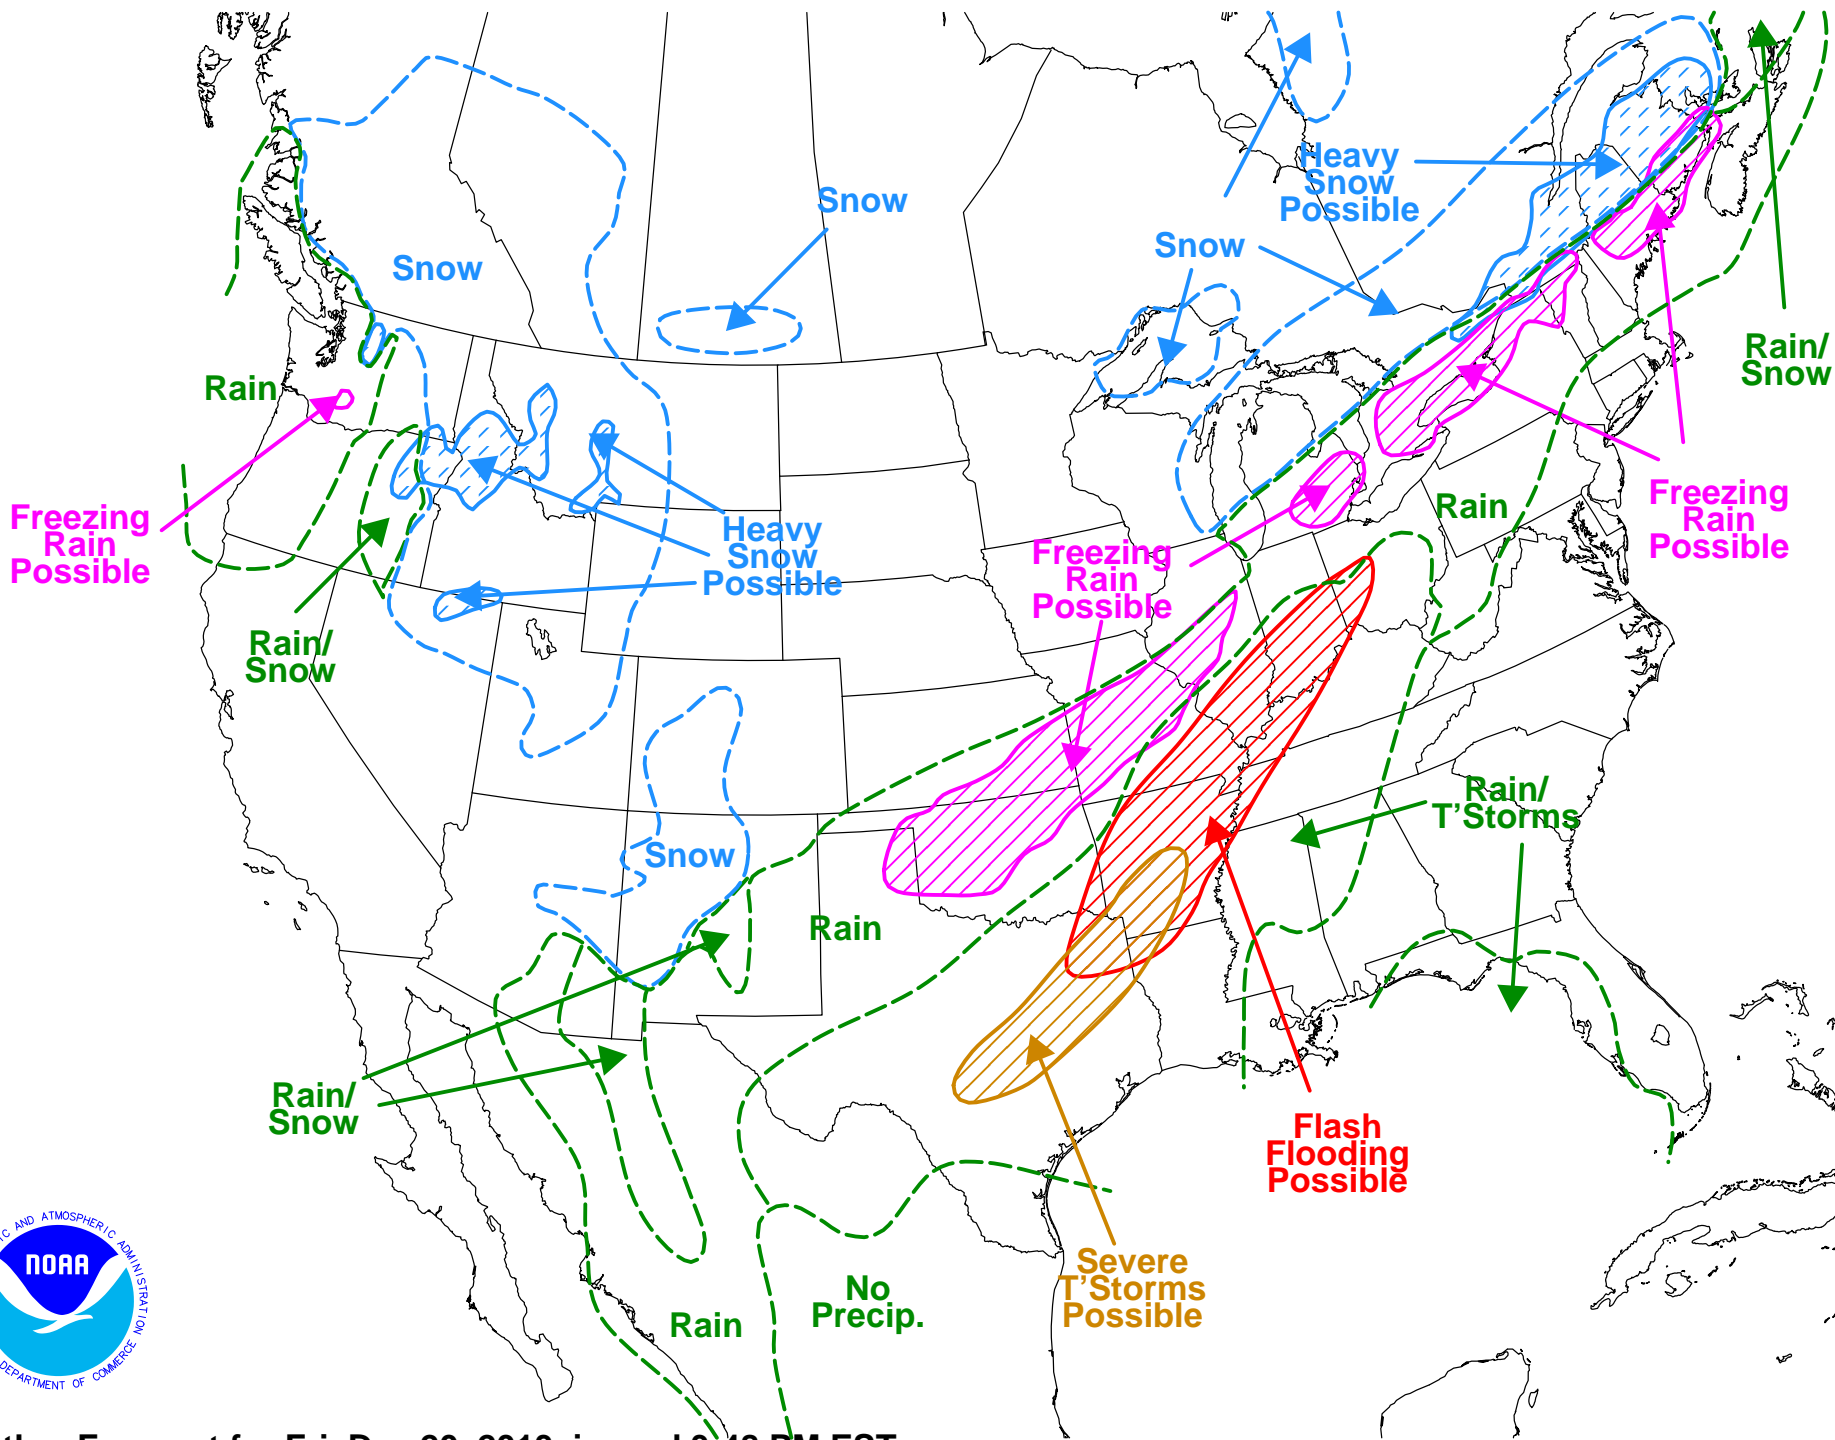 Snow
Heavy
Snow
Possible
Snow
Snow
Rain/
Snow
Rain
Freezing
Rain
Possible
Rain/
Snow
Heavy
Snow
Possible
Freezing
Rain
Possible
Rain
Freezing
Rain
Possible
Rain/
T'Storms
Snow
Rain
Rain/
Snow
Flash
Flooding
Possible
Severe
T'Storms
Possible
No
Precip.
Rain
AND ATMOSPHERIC ADMINISTRATION
NOAA
DEPARTMENT OF COMMERCE